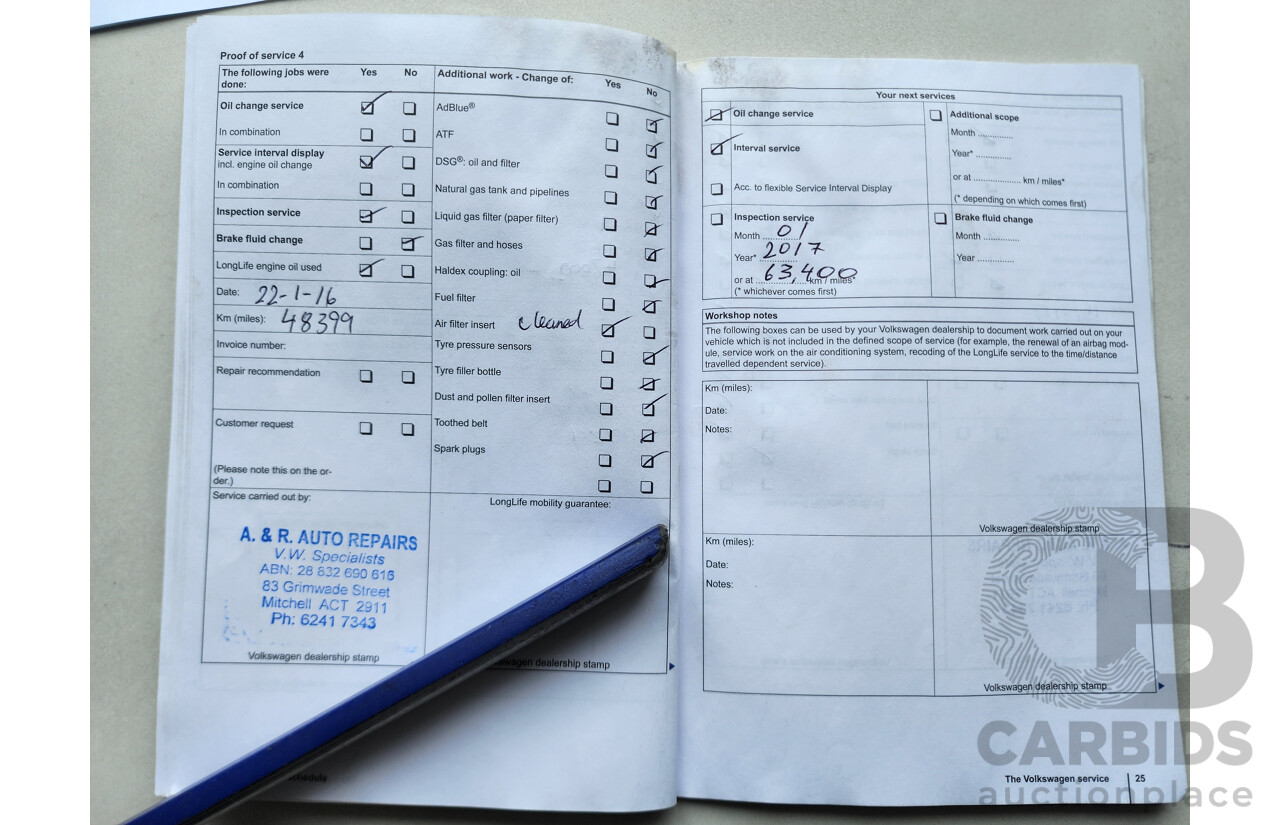 Proof of service 4
The following jobs were done: Yes No
Oil change service
In combination
Service interval display
incl. engine oil change
In combination
Inspection service
Brake fluid change
LongLife engine oil used
Date: 22-1-16
Km (miles): 48399
Invoice number:
Repair recommendation
Customer request
(Please note this on the or-
der.)
Service carried out by:
A. & R. AUTO REPAIRS
V.W. Specialists
ABN: 28 832 690 616
83 Grimwade Street
Mitchell ACT 2911
Ph: 6241 7343
Volkswagen dealership stamp
Additional work - Change of: Yes No
AdBlue®
ATF
DSG®: oil and filter
Natural gas tank and pipelines
Liquid gas filter (paper filter)
Gas filter and hoses
Haldex coupling: oil
Fuel filter
Air filter insert cleaned
Tyre pressure sensors
Tyre filler bottle
Dust and pollen filter insert
Toothed belt
Spark plugs
LongLife mobility guarantee:
dealership stamp
Your next services
Oil change service
Interval service
Acc. to flexible Service Interval Display
Inspection service
Month 01
Year* 2017
or at 63,400 km / miles*
(* whichever comes first)
Additional scope
Month ..............
Year* ..............
or at ................... km / miles*
(* depending on which comes first)
Brake fluid change
Month ..............
Year ..............
Workshop notes
The following boxes can be used by your Volkswagen dealership to document work carried out on your
vehicle which is not included in the defined scope of service (for example, the renewal of an airbag mod-
ule, service work on the air conditioning system, recoding of the LongLife service to the time/distance
travelled dependent service).
Km (miles):
Date:
Notes:
Volkswagen dealership stamp
Km (miles):
Date:
Notes:
Volkswagen dealership stamp
The Volkswagen service 25
CARBIDS
auctionplace